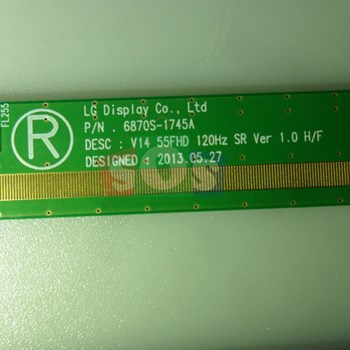 FL255
R
LG Display Co., Ltd
P/N . 6870S-1745A
DESC : V14 55FHD 120Hz SR Ver 1.0 H/F
DESIGNED : 2013.05.27
SOS